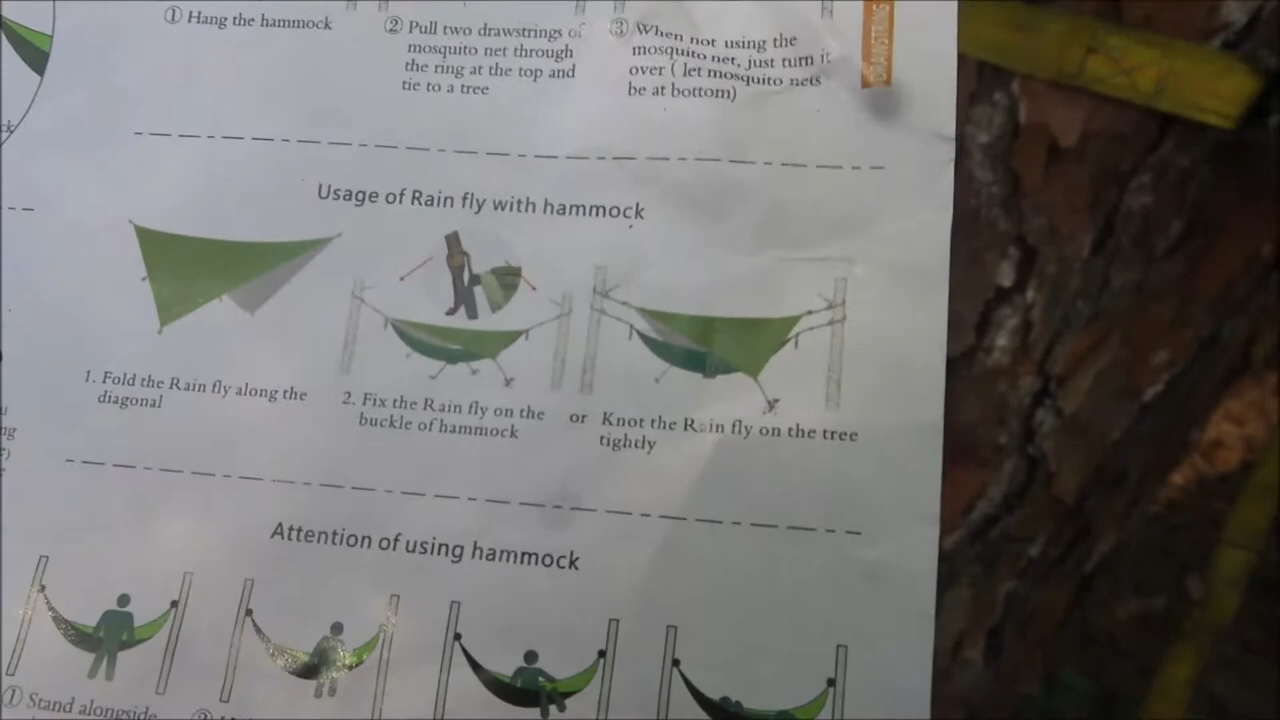 ① Hang the hammock
② Pull two drawstrings of
mosquito net through
the ring at the top and
tie to a tree
③ When not using the
mosquito net, just turn it
over ( let mosquito nets
be at bottom)
DRAWSTRING
Usage of Rain fly with hammock
1. Fold the Rain fly along the
diagonal
2. Fix the Rain fly on the
buckle of hammock
or Knot the Rain fly on the tree
tightly
Attention of using hammock
① Stand alongside
②